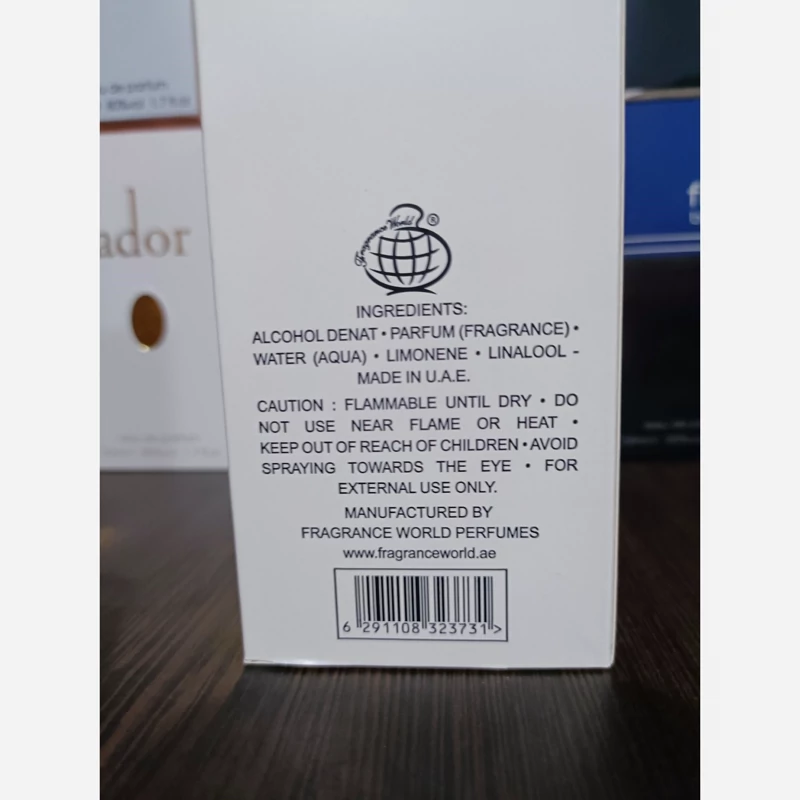 de parfum
ador
Fragrance World ®
INGREDIENTS:
ALCOHOL DENAT • PARFUM (FRAGRANCE) •
WATER (AQUA) • LIMONENE • LINALOOL -
MADE IN U.A.E.
CAUTION : FLAMMABLE UNTIL DRY • DO
NOT USE NEAR FLAME OR HEAT •
KEEP OUT OF REACH OF CHILDREN • AVOID
SPRAYING TOWARDS THE EYE • FOR
EXTERNAL USE ONLY.
MANUFACTURED BY
FRAGRANCE WORLD PERFUMES
www.fragranceworld.ae
6 291108 323731 >